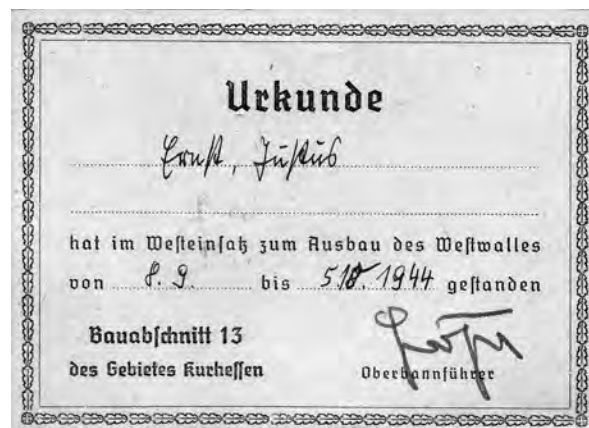 Urkunde
Ernst, Justus
hat im Westeinsatz zum Ausbau des Westwalles
von 8. 9. bis 5 10. 1944 gestanden
Bauabschnitt 13
des Gebietes Kurhessen
Oberbannführer